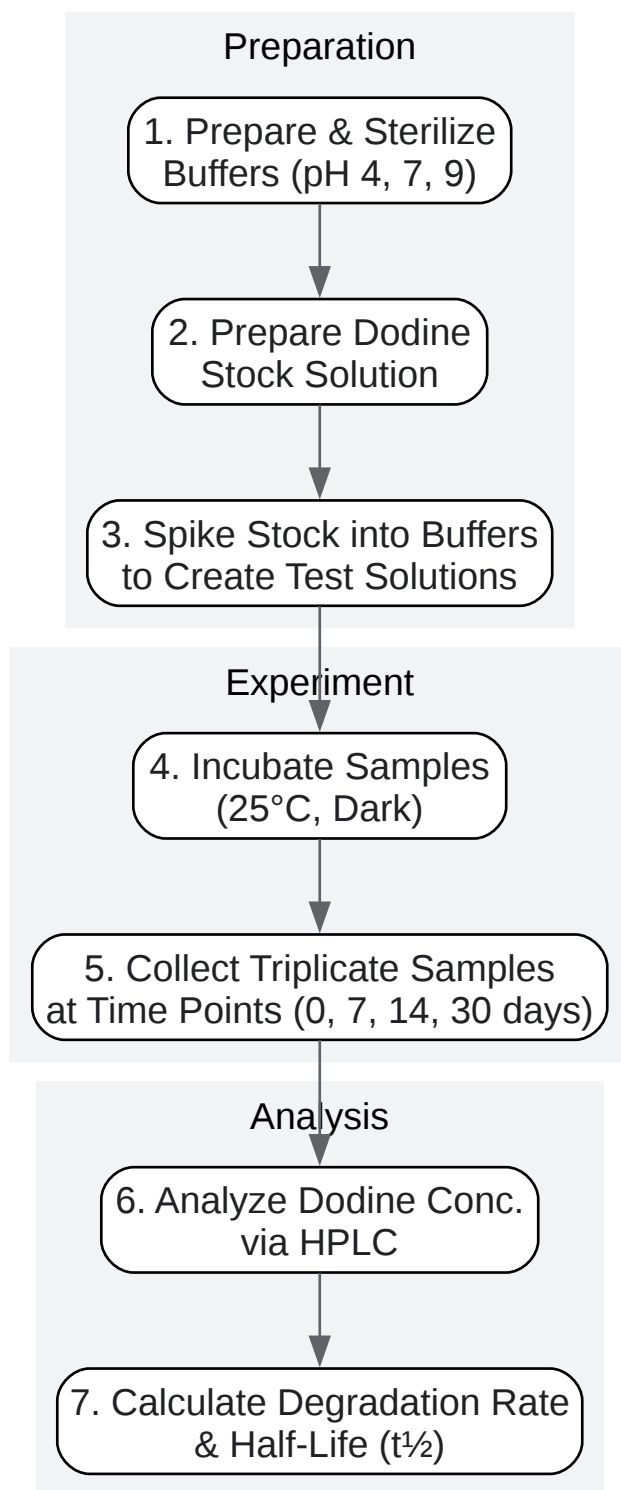 Preparation
1. Prepare & Sterilize
Buffers (pH 4, 7, 9)
2. Prepare Dodine
Stock Solution
3. Spike Stock into Buffers
to Create Test Solutions
Experiment
4. Incubate Samples
(25°C, Dark)
5. Collect Triplicate Samples
at Time Points (0, 7, 14, 30 days)
Analysis
6. Analyze Dodine Conc.
via HPLC
7. Calculate Degradation Rate
& Half-Life (t½)